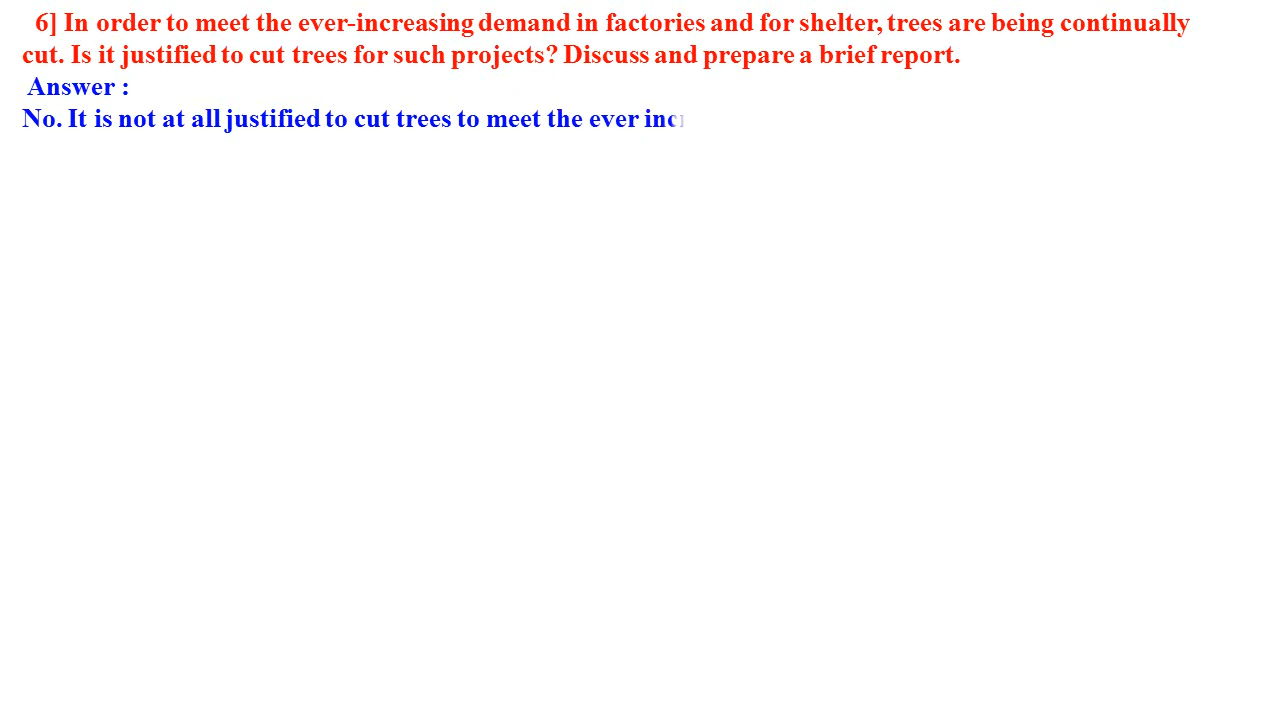 6] In order to meet the ever-increasing demand in factories and for shelter, trees are being continually
cut. Is it justified to cut trees for such projects? Discuss and prepare a brief report.
Answer :
No. It is not at all justified to cut trees to meet the ever inc